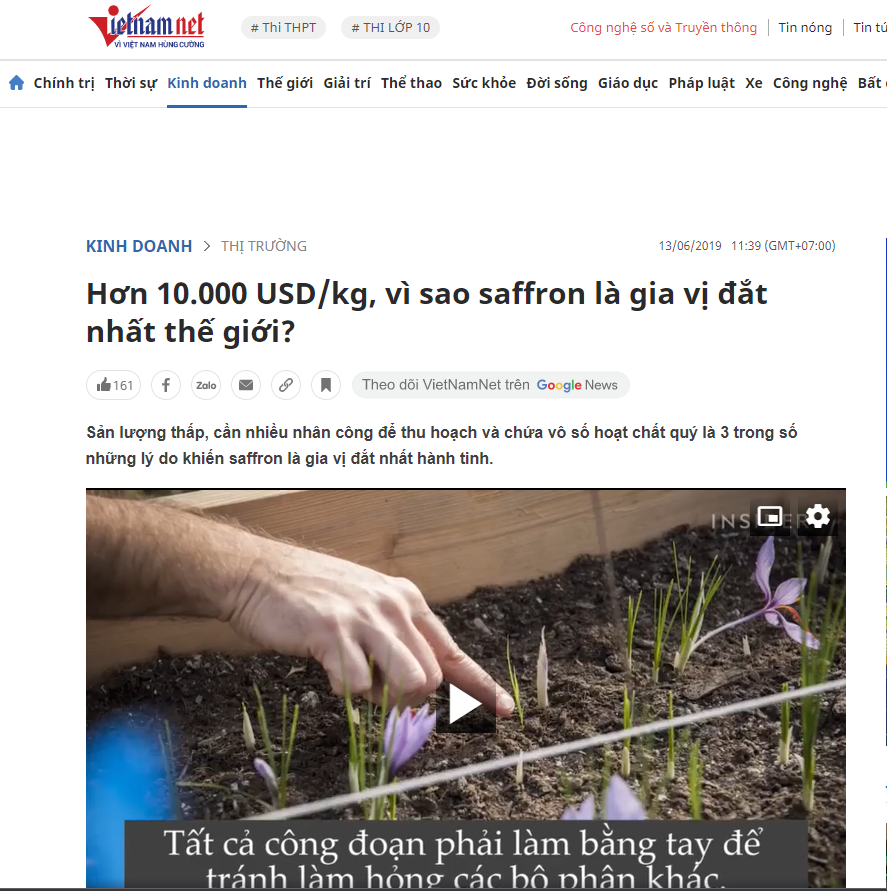 Vietnam net
VÌ VIỆT NAM HÙNG CƯỜNG
# Thi THPT
# THI LỚP 10
Công nghệ số và Truyền thông
Tin nóng
Tin
Chính trị Thời sự Kinh doanh Thế giới Giải trí Thể thao Sức khỏe Đời sống Giáo dục Pháp luật Xe Công nghệ Bất
KINH DOANH > THỊ TRƯỜNG
13/06/2019 11:39 (GMT+07:00)
Hơn 10.000 USD/kg, vì sao saffron là gia vị đắt
nhất thế giới?
161
Zalo
Theo dõi VietNamNet trên Google News
Sản lượng thấp, cần nhiều nhân công để thu hoạch và chứa vô số hoạt chất quý là 3 trong số
những lý do khiến saffron là gia vị đắt nhất hành tinh.
Tất cả công đoạn phải làm bằng tay để
tránh làm hỏng các bộ phận khác.